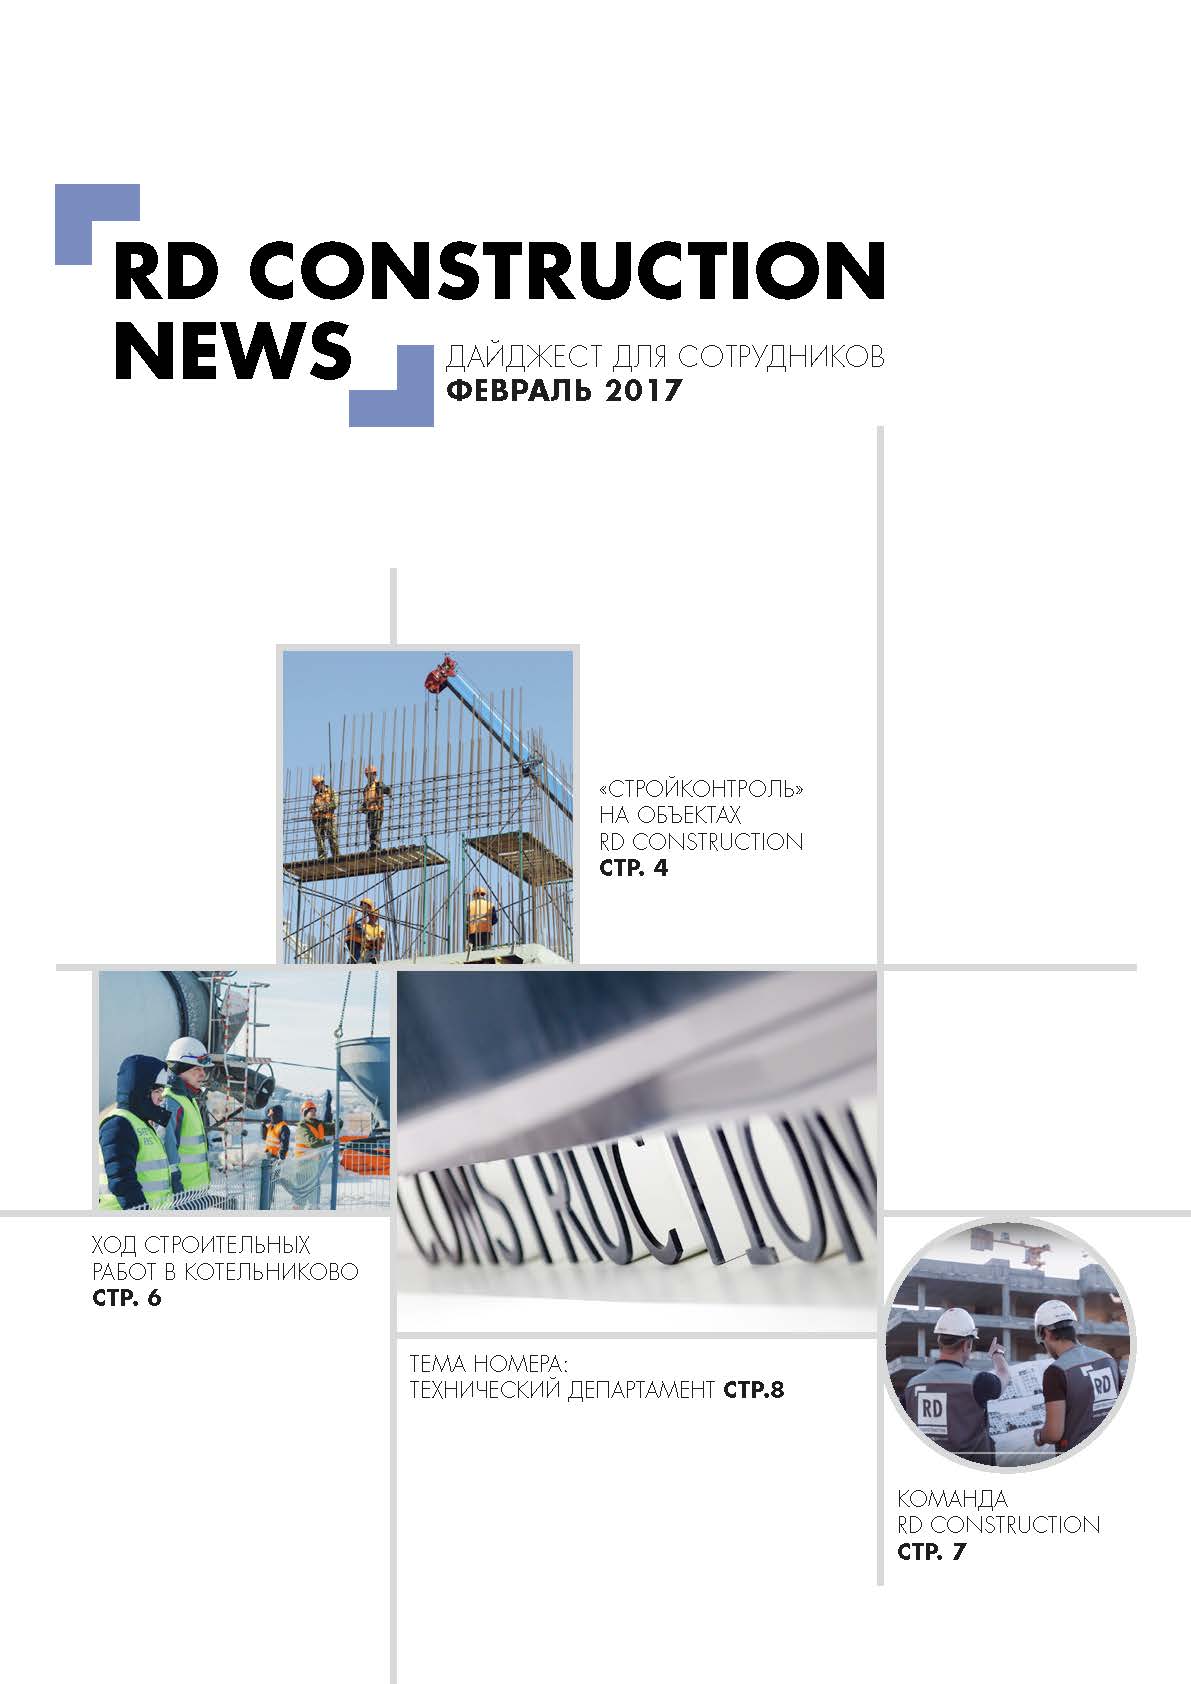 RD CONSTRUCTION
NEWS
ДАЙДЖЕСТ ДЛЯ СОТРУДНИКОВ
ФЕВРАЛЬ 2017
«СТРОЙКОНТРОЛЬ»
НА ОБЪЕКТАХ
RD CONSTRUCTION
СТР. 4
CONSTRUCTION
ХОД СТРОИТЕЛЬНЫХ
РАБОТ В КОТЕЛЬНИКОВО
СТР. 6
ТЕМА НОМЕРА:
ТЕХНИЧЕСКИЙ ДЕПАРТАМЕНТ СТР.8
RD
RD
КОМАНДА
RD CONSTRUCTION
СТР. 7